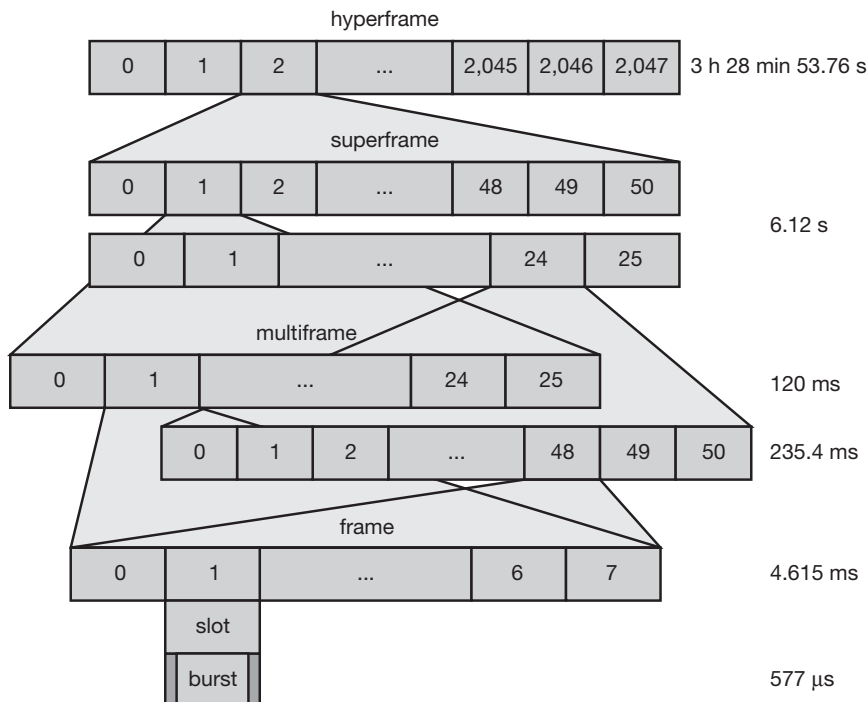 hyperframe
0 1 2 ... 2,045 2,046 2,047 3 h 28 min 53.76 s
superframe
0 1 2 ... 48 49 50
6.12 s
0 1 ... 24 25
multiframe
0 1 ... 24 25 120 ms
0 1 2 ... 48 49 50 235.4 ms
frame
0 1 ... 6 7 4.615 ms
slot
burst 577 µs